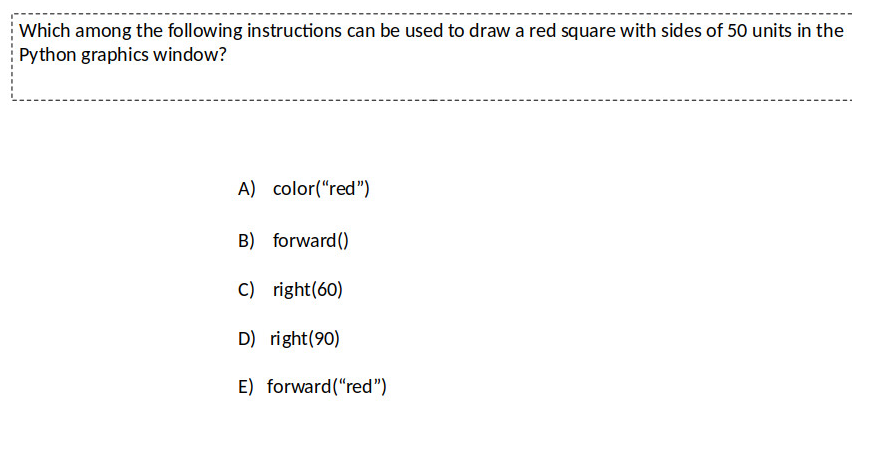 Which among the following instructions can be used to draw a red square with sides of 50 units in the
Python graphics window?
A) color(“red”)
B) forward()
C) right(60)
D) right(90)
E) forward(“red”)